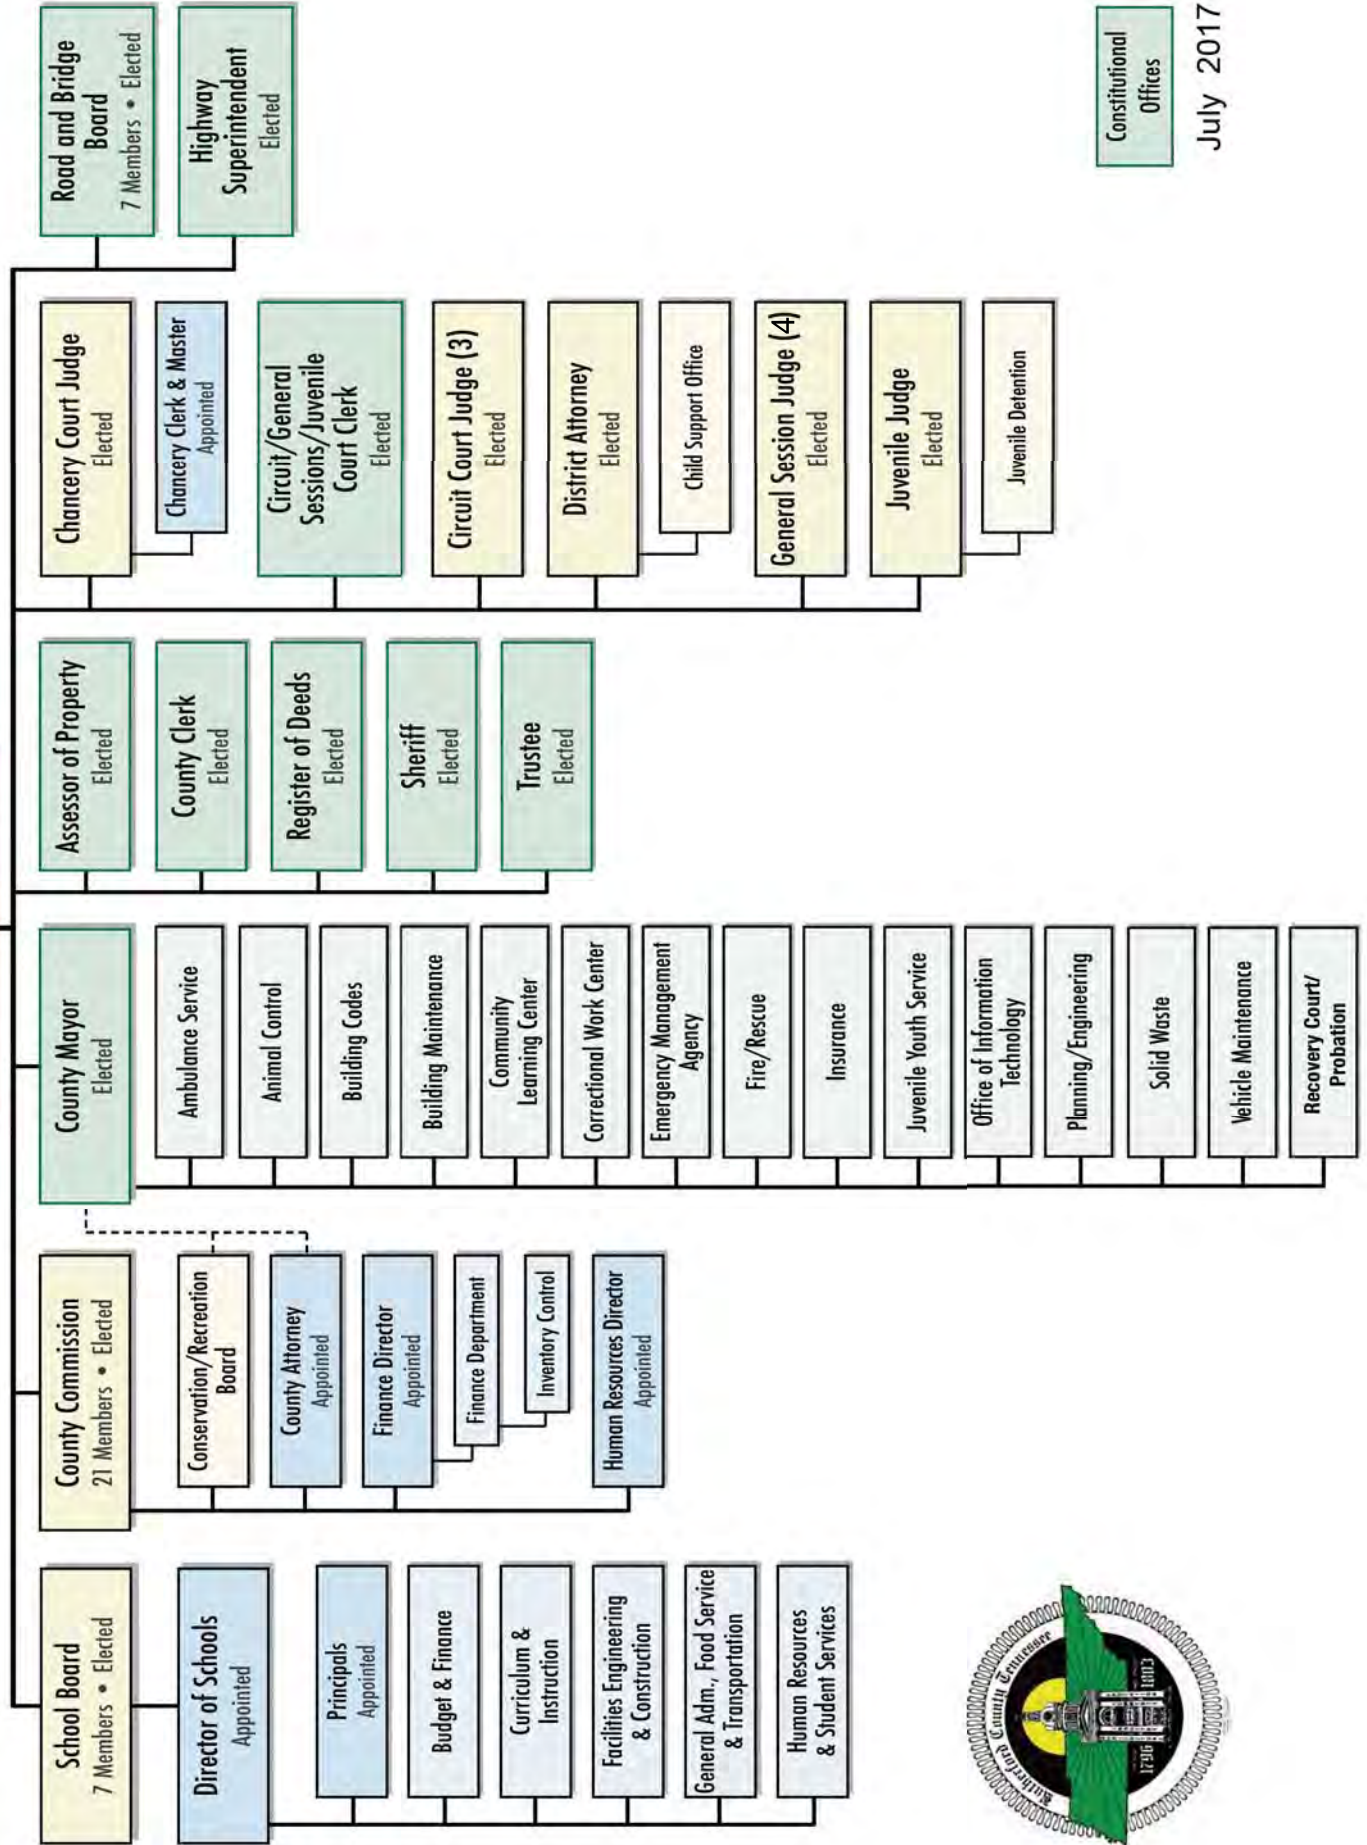 School Board
7 Members • Elected
Director of Schools
Appointed
Principals
Appointed
Budget & Finance
Curriculum &
Instruction
Facilities Engineering
& Construction
General Adm., Food Service
& Transportation
Human Resources
& Student Services
County Commission
21 Members • Elected
Conservation/Recreation
Board
County Attorney
Appointed
Finance Director
Appointed
Finance Department
Inventory Control
Human Resources Director
Appointed
County Mayor
Elected
Ambulance Service
Animal Control
Building Codes
Building Maintenance
Community
Learning Center
Correctional Work Center
Emergency Management
Agency
Fire/Rescue
Insurance
Juvenile Youth Service
Office of Information
Technology
Planning/Engineering
Solid Waste
Vehicle Maintenance
Recovery Court/
Probation
Assessor of Property
Elected
County Clerk
Elected
Register of Deeds
Elected
Sheriff
Elected
Trustee
Elected
Chancery Court Judge
Elected
Chancery Clerk & Master
Appointed
Circuit/General
Sessions/Juvenile
Court Clerk
Elected
Circuit Court Judge (3)
Elected
District Attorney
Elected
Child Support Office
General Session Judge (4)
Elected
Juvenile Judge
Elected
Juvenile Detention
Road and Bridge
Board
7 Members • Elected
Highway
Superintendent
Elected
Rutherford County Tennessee
1796 1803
Constitutional
Offices
July 2017